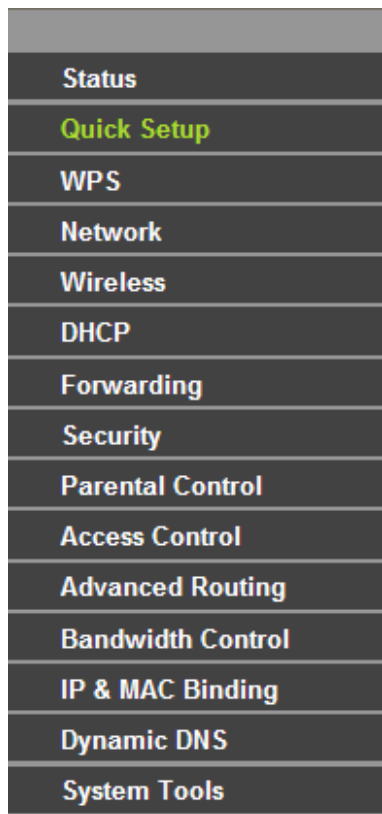 Status
Quick Setup
WPS
Network
Wireless
DHCP
Forwarding
Security
Parental Control
Access Control
Advanced Routing
Bandwidth Control
IP & MAC Binding
Dynamic DNS
System Tools